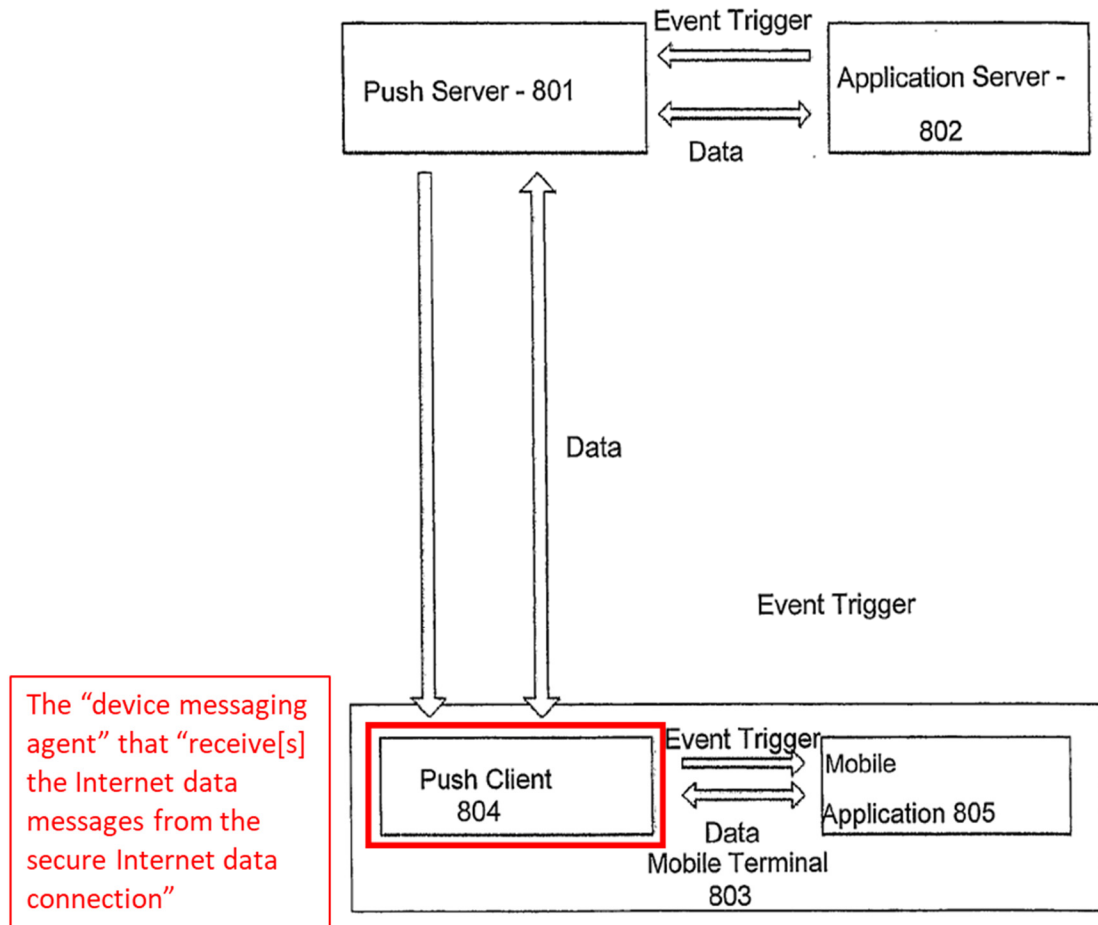 Event Trigger
Push Server - 801
Application Server -
802
Data
Data
Event Trigger
The “device messaging
agent” that “receive[s]
the Internet data
messages from the
secure Internet data
connection”
Push Client
804
Event Trigger
Mobile
Application 805
Data
Mobile Terminal
803